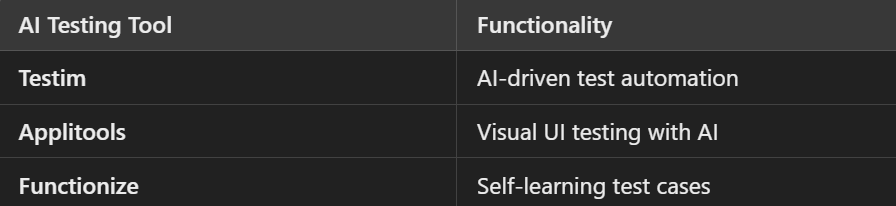 AI Testing Tool Functionality
Testim AI-driven test automation
Applitools Visual UI testing with AI
Functionize Self-learning test cases